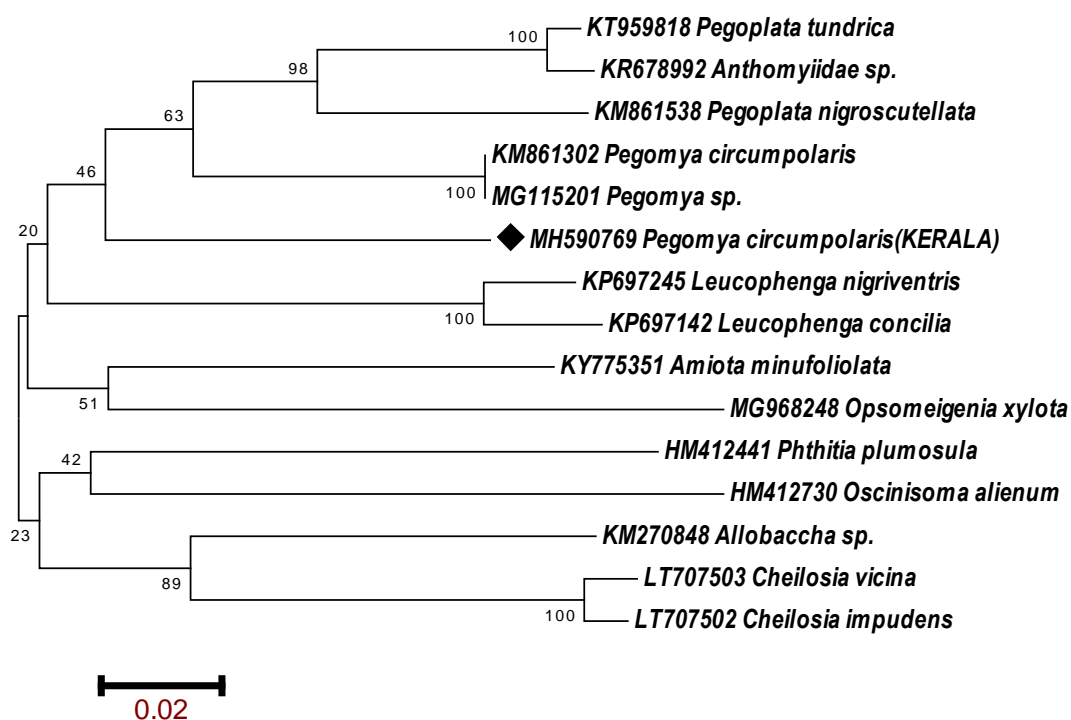 100
KT959818 Pegoplata tundrica
KR678992 Anthomyiidae sp.
98
KM861538 Pegoplata nigroscutellata
63
KM861302 Pegomya circumpolaris
46
100
MG115201 Pegomya sp.
20
MH590769 Pegomya circumpolaris(KERALA)
KP697245 Leucophenga nigriventris
100
KP697142 Leucophenga concilia
KY775351 Amiota minufoliolata
51
MG968248 Opsomeigenia xylota
42
HM412441 Phthitia plumosula
HM412730 Oscinisoma alienum
23
KM270848 Allobaccha sp.
89
LT707503 Cheilosia vicina
100
LT707502 Cheilosia impudens
0.02